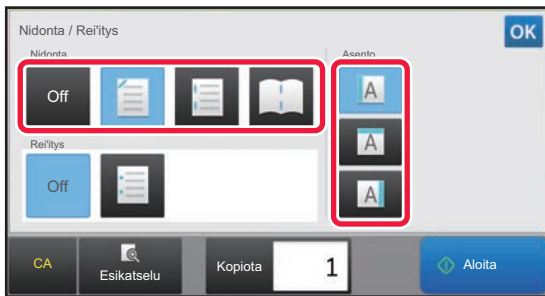 Nidonta / Rei'itys
OK
Nidonta
Asento
Off
A
A
A
Rei'itys
Off
CA
Esikatselu
Kopiota
1
Aloita